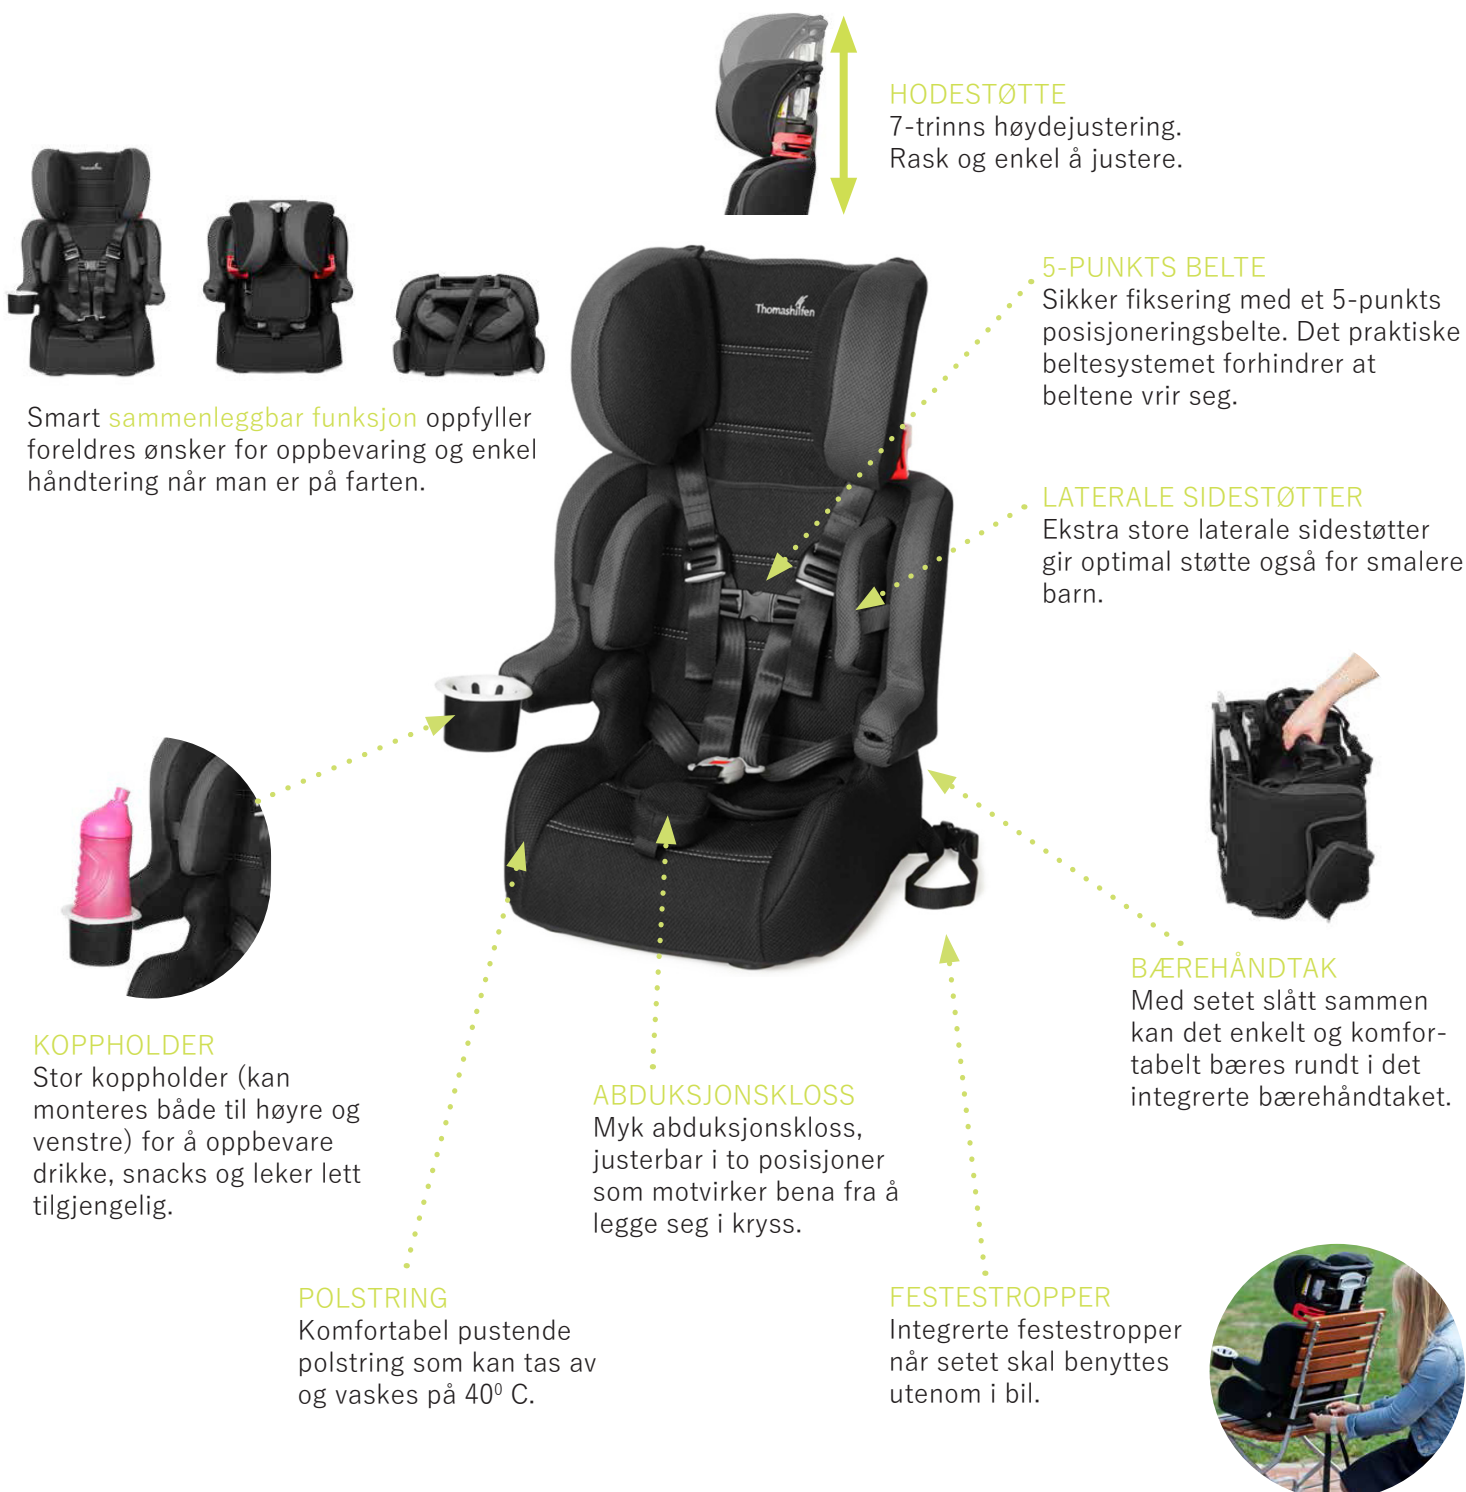 HODESTØTTE
7-trinns høydejustering.
Rask og enkel å justere.
Thomashilfen
Smart sammenleggbar funksjon oppfyller
foreldres ønsker for oppbevaring og enkel
håndtering når man er på farten.
Thomashilfen
5-PUNKTS BELTE
Sikker fiksering med et 5-punkts
posisjoneringsbelte. Det praktiske
beltesystemet forhindrer at
beltene vrir seg.
LATERALE SIDESTØTTER
Ekstra store laterale sidestøtter
gir optimal støtte også for smalere
barn.
KOPPHOLDER
Stor koppholder (kan
monteres både til høyre og
venstre) for å oppbevare
drikke, snacks og leker lett
tilgjengelig.
BÆREHÅNDTAK
Med setet slått sammen
kan det enkelt og komfor-
tabelt bæres rundt i det
integrerte bærehåndtaket.
ABDUKSJONSKLOSS
Myk abduksjonskloss,
justerbar i to posisjoner
som motvirker bena fra å
legge seg i kryss.
POLSTRING
Komfortabel pustende
polstring som kan tas av
og vaskes på 40⁰ C.
FESTESTROPPER
Integrerte festestropper
når setet skal benyttes
utenom i bil.